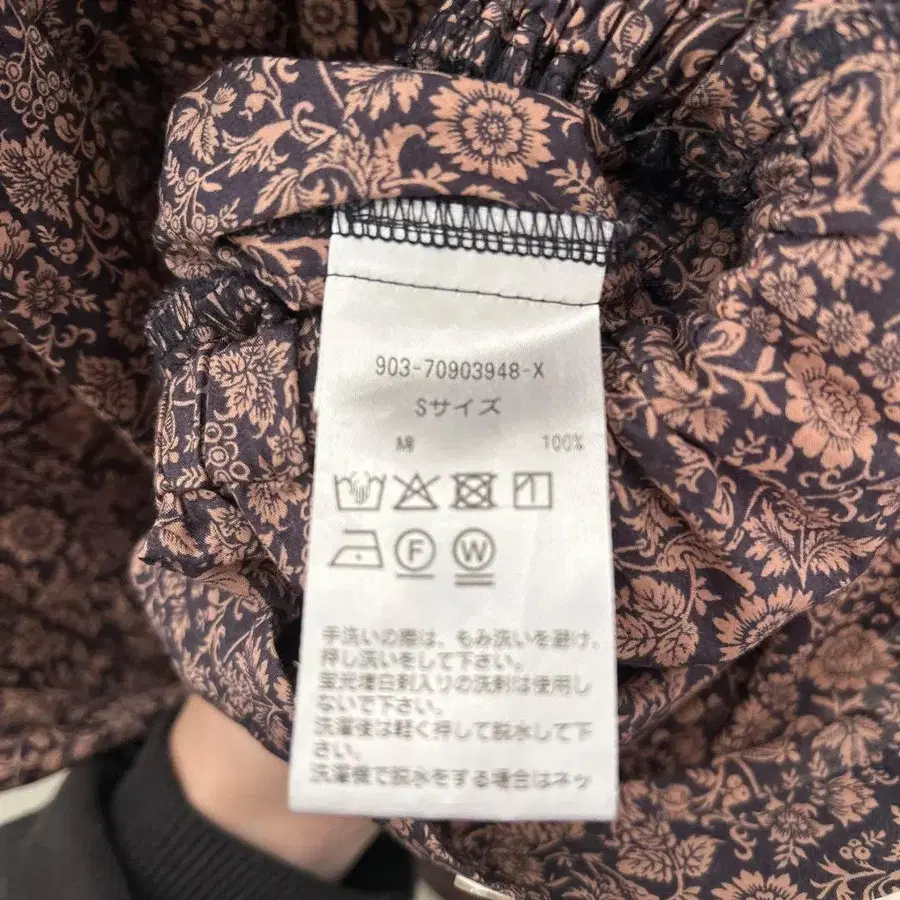 903-70903948-X
Sサイズ
綿 100%
F W
手洗いの際は、もみ洗いを避け、
押し洗いをして下さい。
蛍光増白剤入りの洗剤は使用し
ないで下さい。
洗濯後は軽く押して脱水して下
さい。
洗濯機で脱水をする場合はネッ